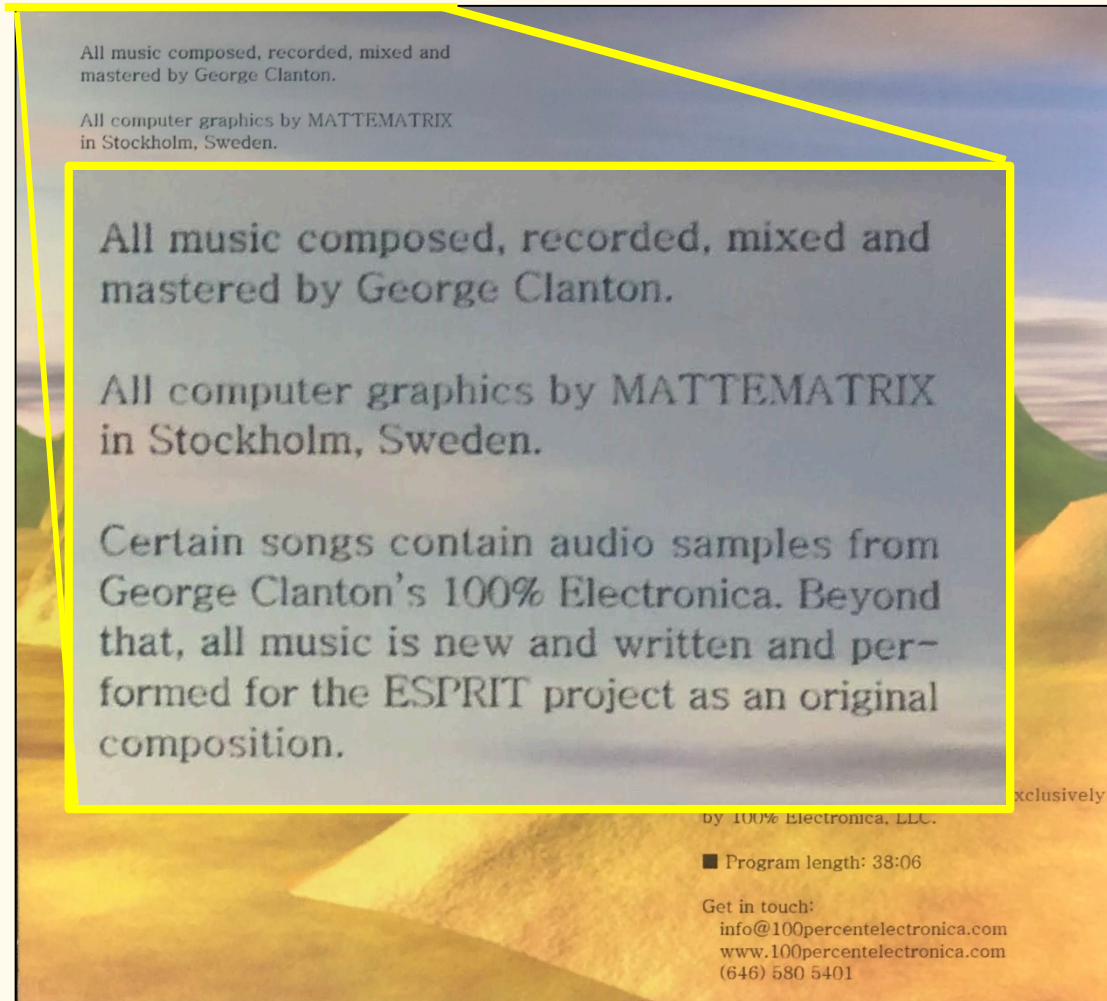 All music composed, recorded, mixed and
mastered by George Clanton.
All computer graphics by MATTEMATRIX
in Stockholm, Sweden.
All music composed, recorded, mixed and
mastered by George Clanton.
All computer graphics by MATTEMATRIX
in Stockholm, Sweden.
Certain songs contain audio samples from
George Clanton's 100% Electronica. Beyond
that, all music is new and written and per-
formed for the ESPRIT project as an original
composition.
xclusively
by 100% Electronica, LLC.
■ Program length: 38:06
Get in touch:
info@100percentelectronica.com
www.100percentelectronica.com
(646) 580 5401